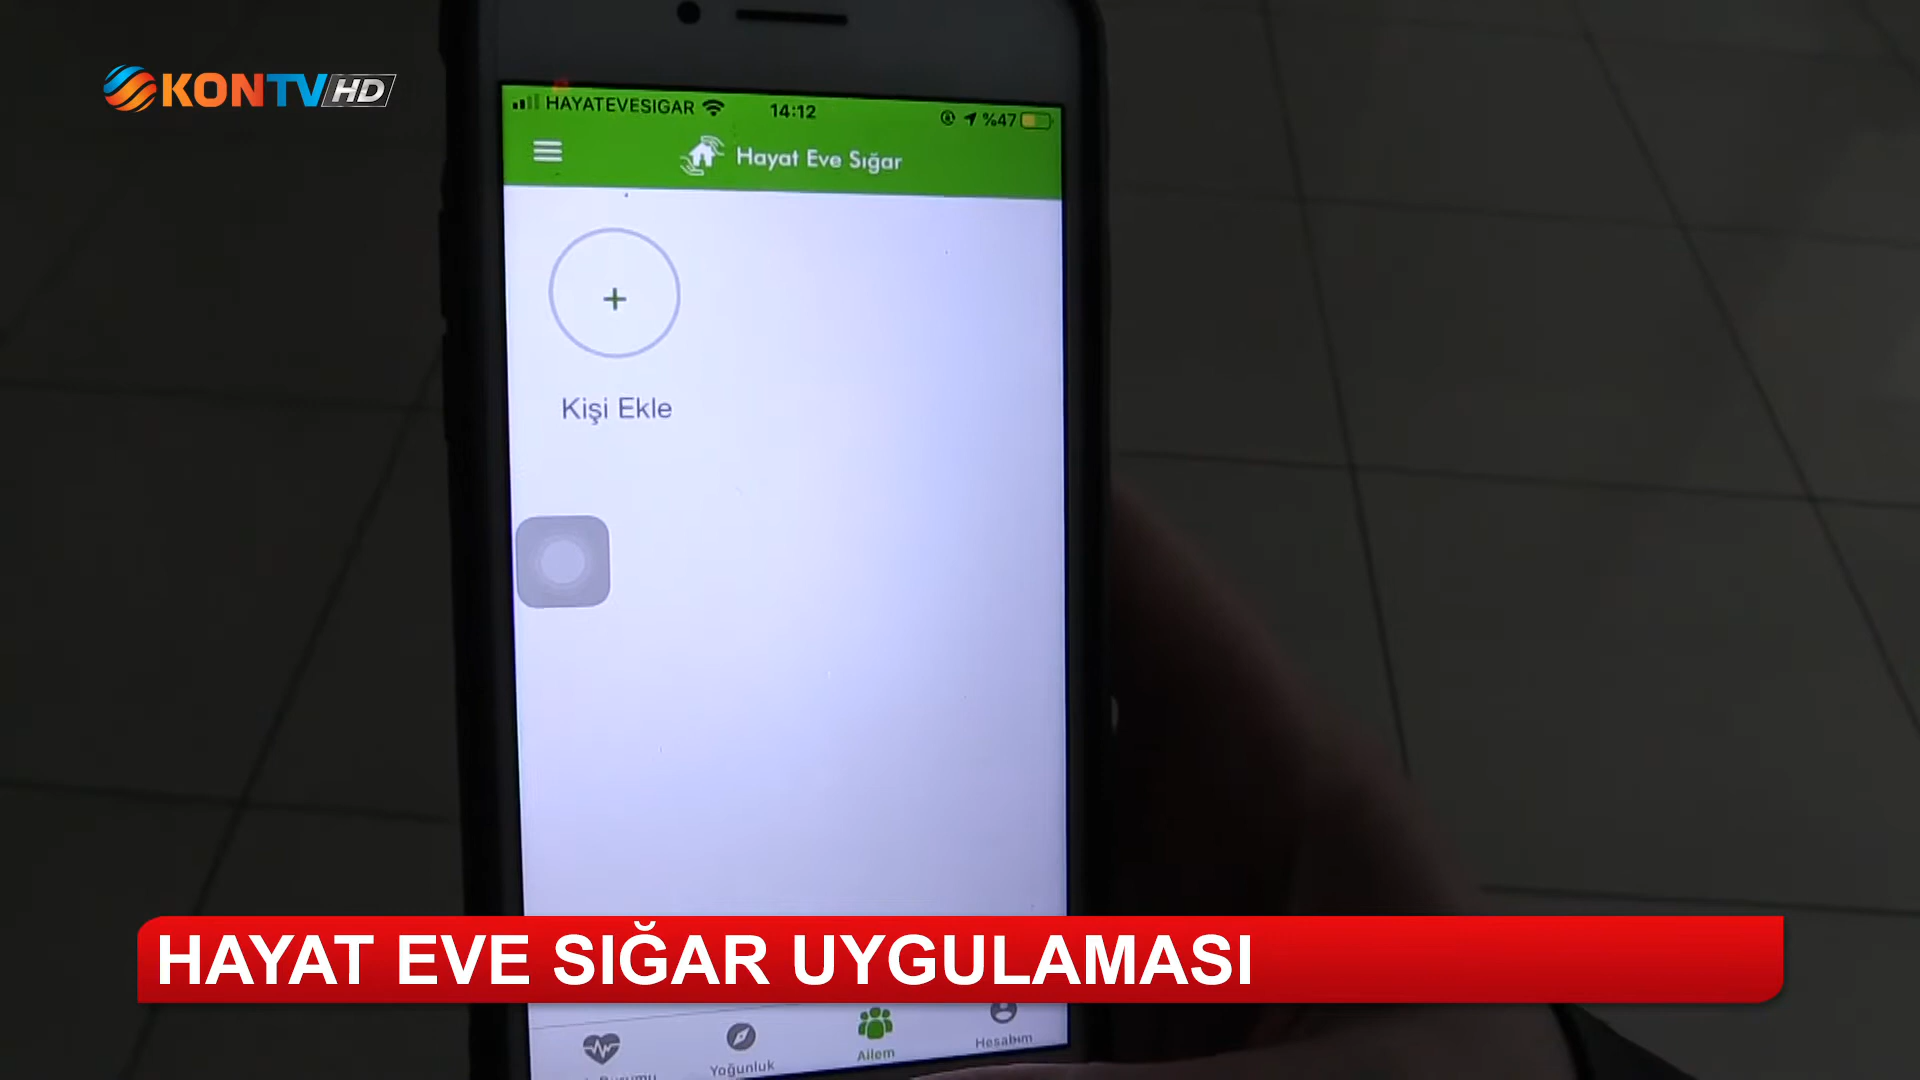 KONTV HD
HAYATEVESIGAR 14:12 %47
Hayat Eve Sığar
+
Kişi Ekle
HAYAT EVE SIĞAR UYGULAMASI
Yoğunluk Ailem Hesabım